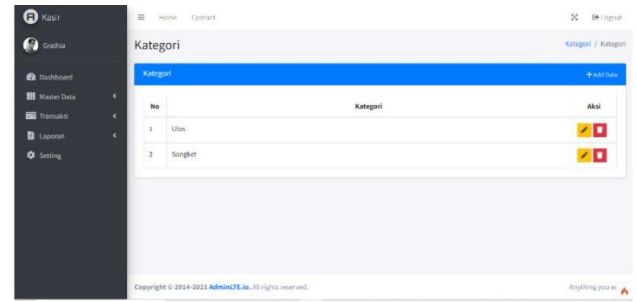 Kasir
Home Contact
Logout
Gradhia
Kategori
Kategori / Kategori
Dashboard
Kategori
Add Data
Master Data
No Kategori Aksi
Transaksi
1 Ulos
Laporan
2 Songket
Setting
Copyright © 2014-2021 AdminLTE.io. All rights reserved.
Anything you w